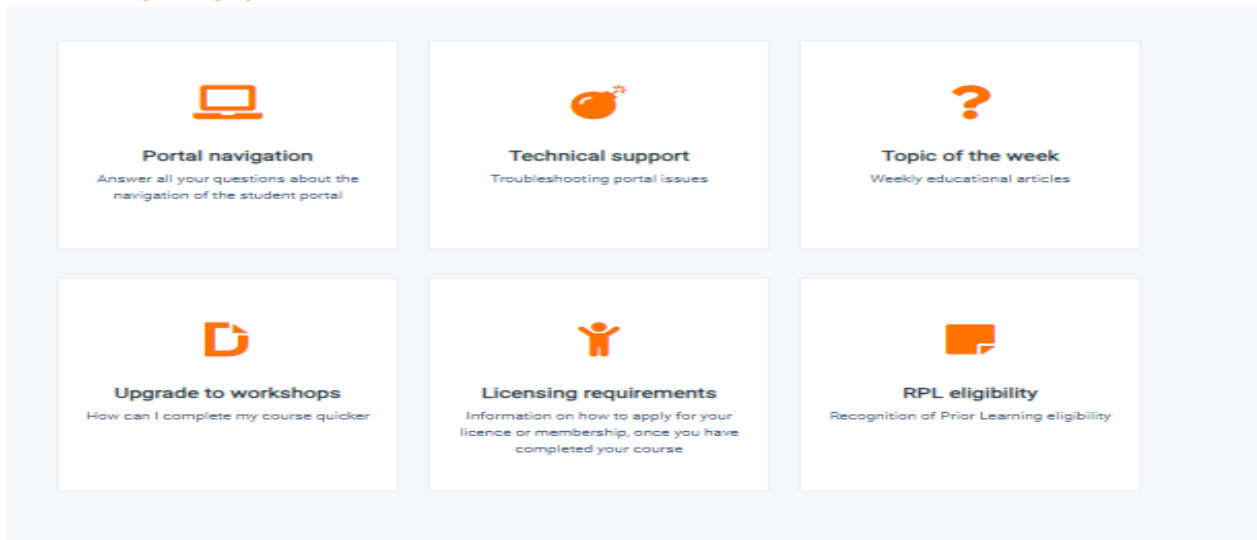 Portal navigation
Answer all your questions about the
navigation of the student portal
Technical support
Troubleshooting portal issues
Topic of the week
Weekly educational articles
Upgrade to workshops
How can I complete my course quicker
Licensing requirements
Information on how to apply for your
licence or membership, once you have
completed your course
RPL eligibility
Recognition of Prior Learning eligibility